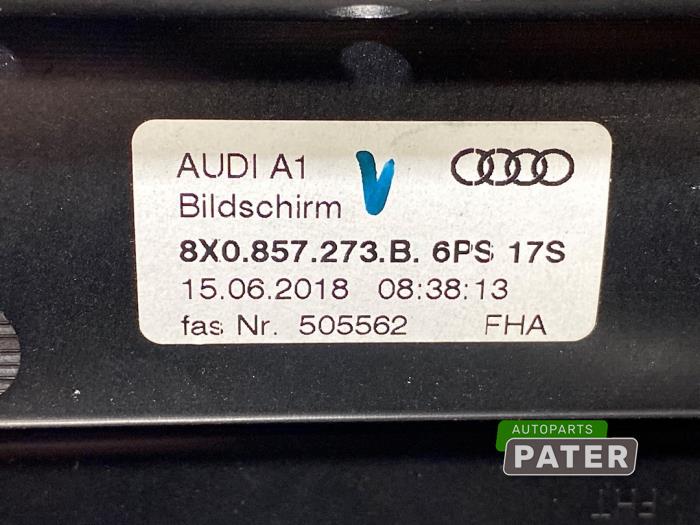 AUDI A1 V
Bildschirm
8X0.857.273.B. 6PS 17S
15.06.2018 08:38:13
fas Nr. 505562 FHA
AUTOPARTS
PATER
FHT